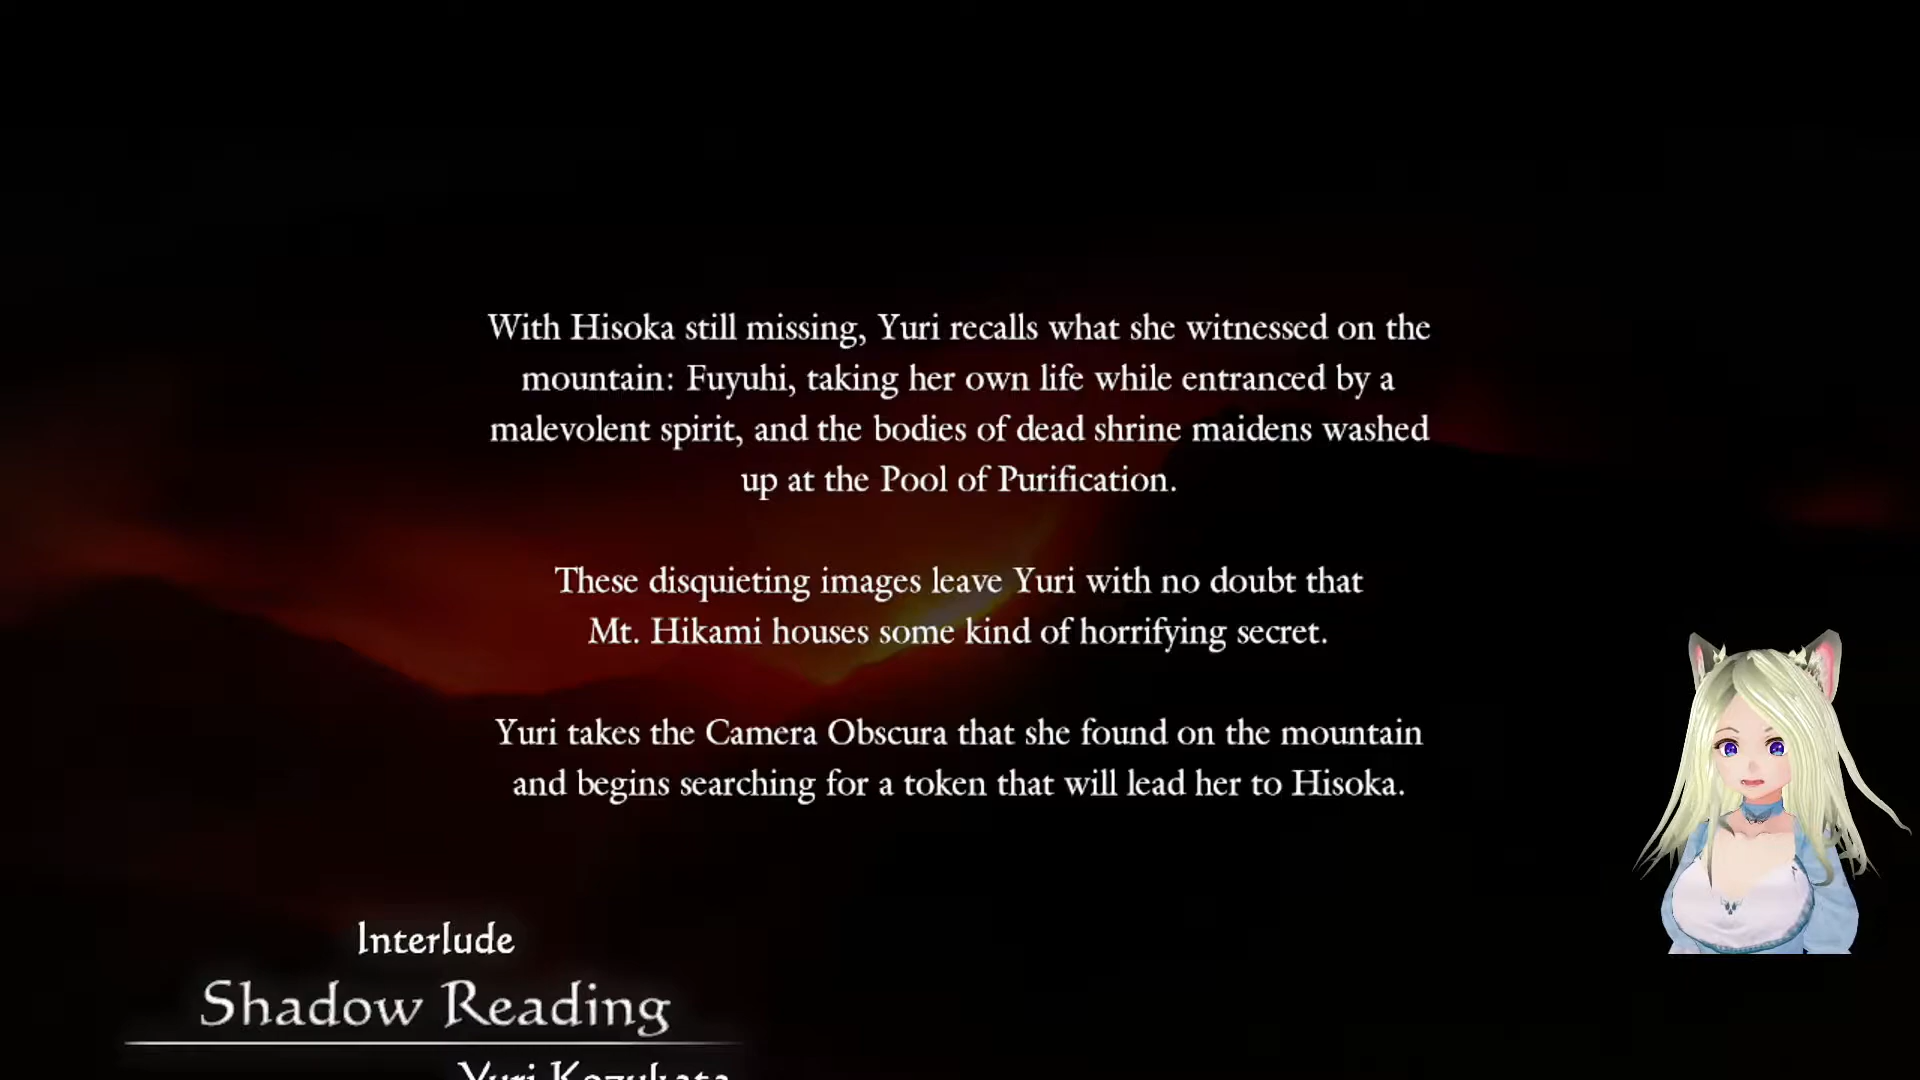 With Hisoka still missing, Yuri recalls what she witnessed on the
mountain: Fuyuhi, taking her own life while entranced by a
malevolent spirit, and the bodies of dead shrine maidens washed
up at the Pool of Purification.
These disquieting images leave Yuri with no doubt that
Mt. Hikami houses some kind of horrifying secret.
Yuri takes the Camera Obscura that she found on the mountain
and begins searching for a token that will lead her to Hisoka.
Interlude
Shadow Reading
Yuri Kozukata